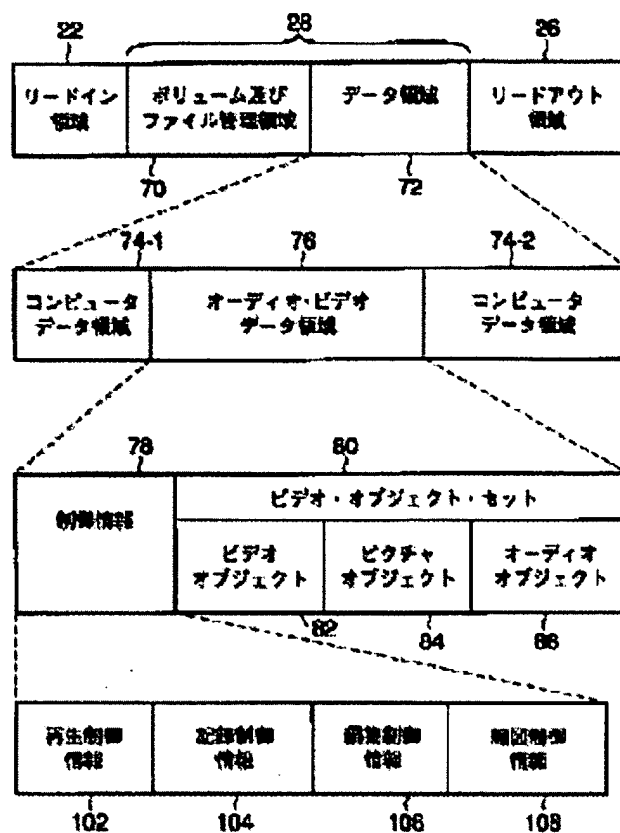 22
28
26
リードイン
領域
ボリューム及び
ファイル管理領域
データ領域
リードアウト
領域
70
72
74-1
76
74-2
コンピュータ
データ領域
オーディオ・ビデオ
データ領域
コンピュータ
データ領域
78
80
制御情報
ビデオ・オブジェクト・セット
ビデオ
オブジェクト
ピクチャ
オブジェクト
オーディオ
オブジェクト
82
84
86
再生制御
情報
記録制御
情報
編集制御
情報
縮図制御
情報
102
104
106
108